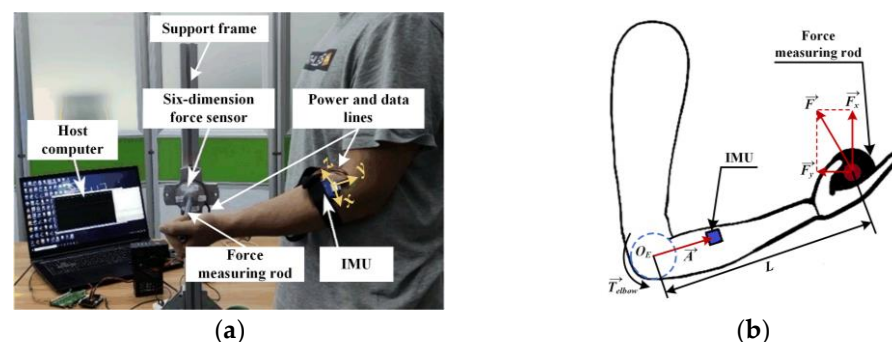 Support frame
Six-dimension
force sensor
Power and data
lines
Host
computer
y
x
z
Force
measuring rod
IMU
(a)
Force
measuring rod
F
Fx
Fy
IMU
OE
A
L
Telbow
(b)